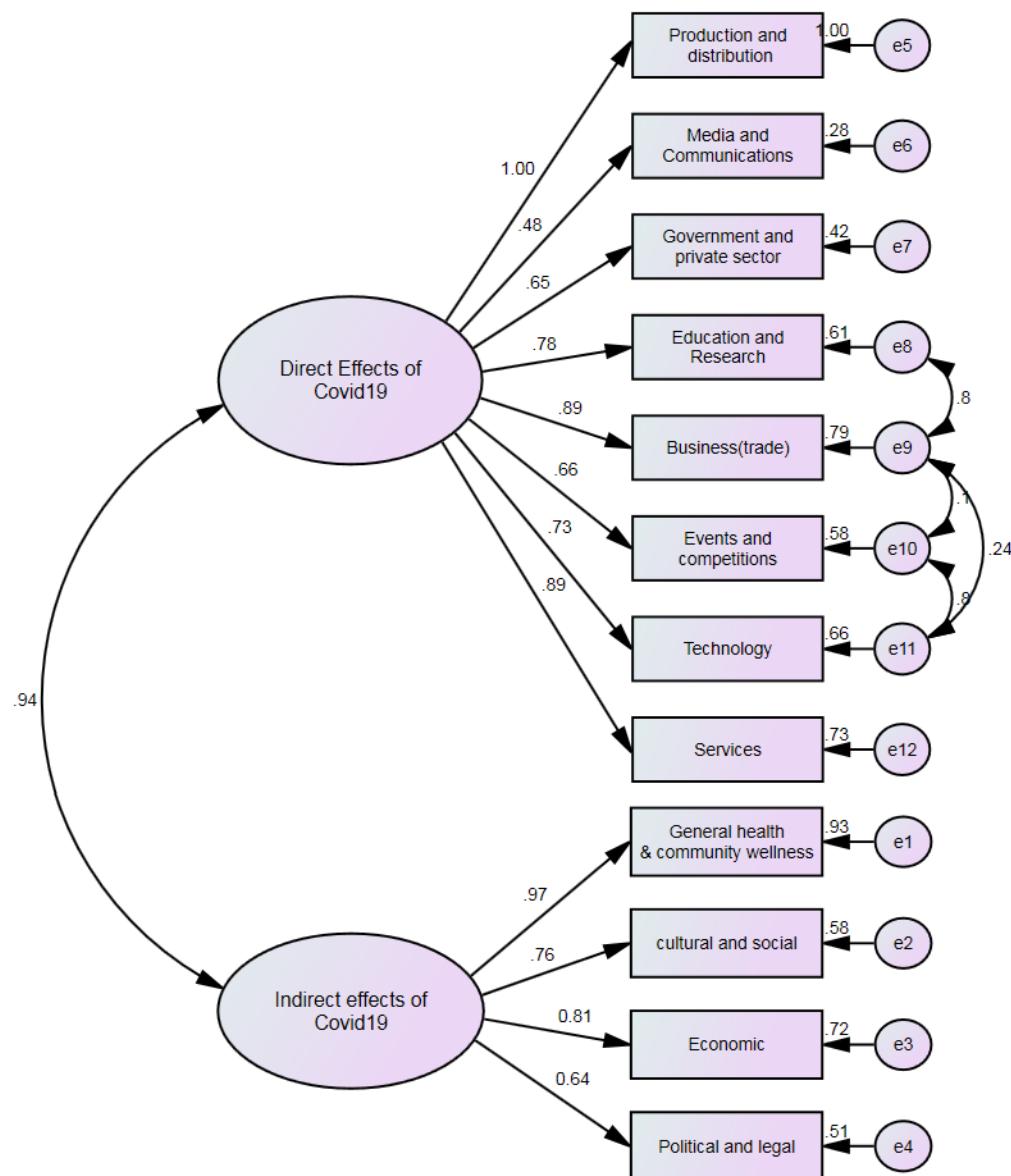 Production and
distribution
1.00
e5
Media and
Communications
.28
e6
1.00
.48
Government and
private sector
.42
e7
.65
Education and
Research
.61
e8
.78
Direct Effects of
Covid19
.8
.89
Business(trade)
.79
e9
.66
.1
Events and
competitions
.58
e10
.24
.73
.89
.8
Technology
.66
e11
.94
Services
.73
e12
General health
& community wellness
.93
e1
.97
cultural and social
.58
e2
.76
Indirect effects of
Covid19
0.81
Economic
.72
e3
0.64
Political and legal
.51
e4